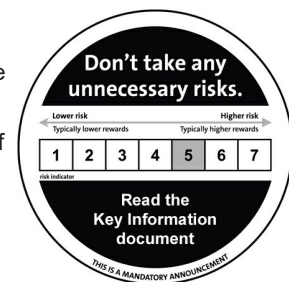 e
f
Don't take any
unnecessary risks.
Lower risk Higher risk
Typically lower rewards Typically higher rewards
1 2 3 4 5 6 7
risk indicator
Read the
Key Information
document
THIS IS A MANDATORY ANNOUNCEMENT